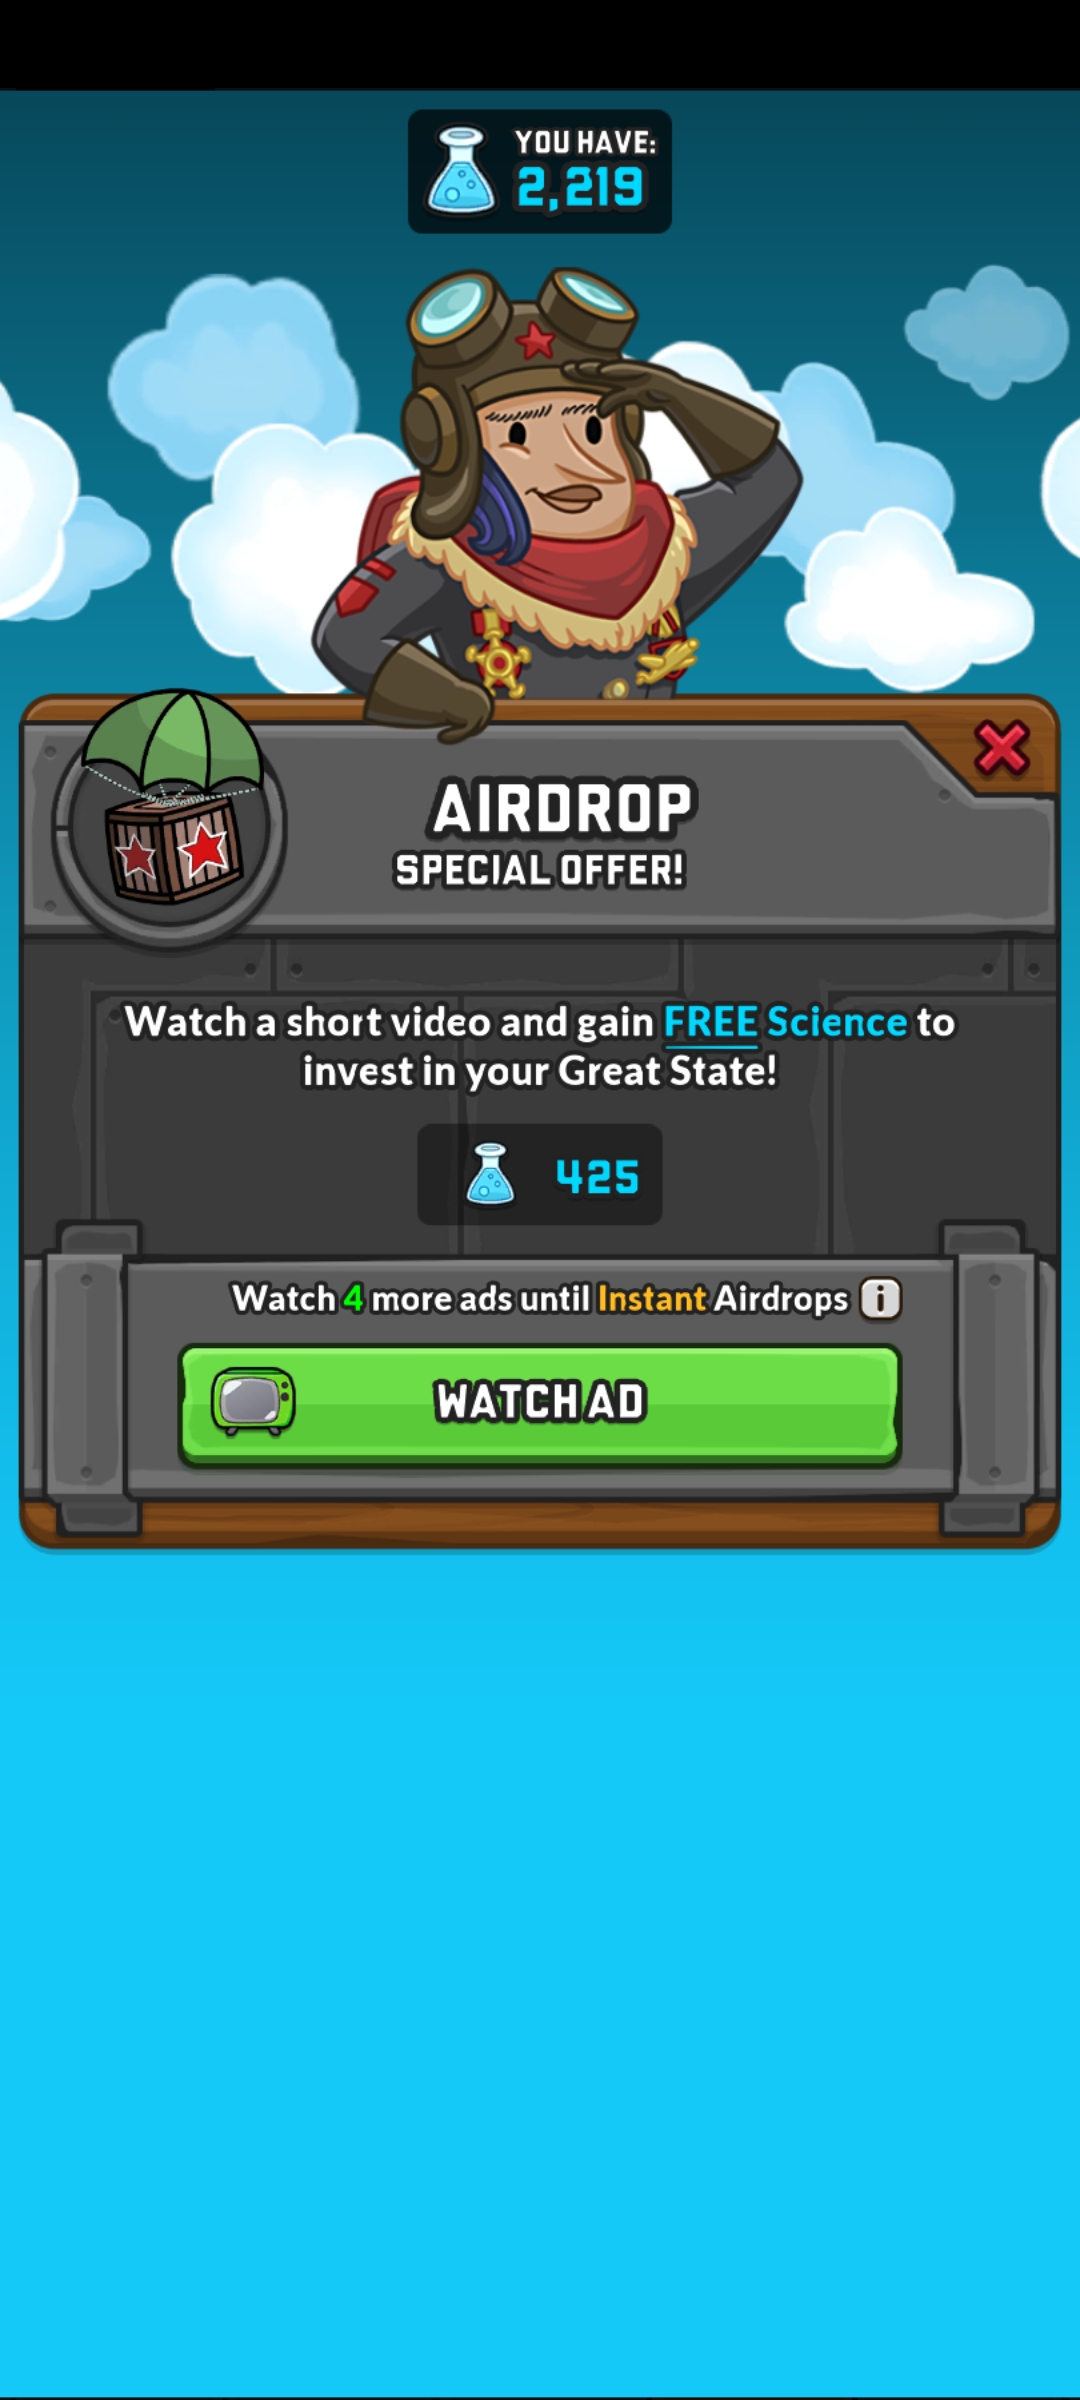 YOU HAVE:
2,219
AIRDROP
SPECIAL OFFER!
Watch a short video and gain FREE Science to
invest in your Great State!
425
Watch 4 more ads until Instant Airdrops i
WATCH AD